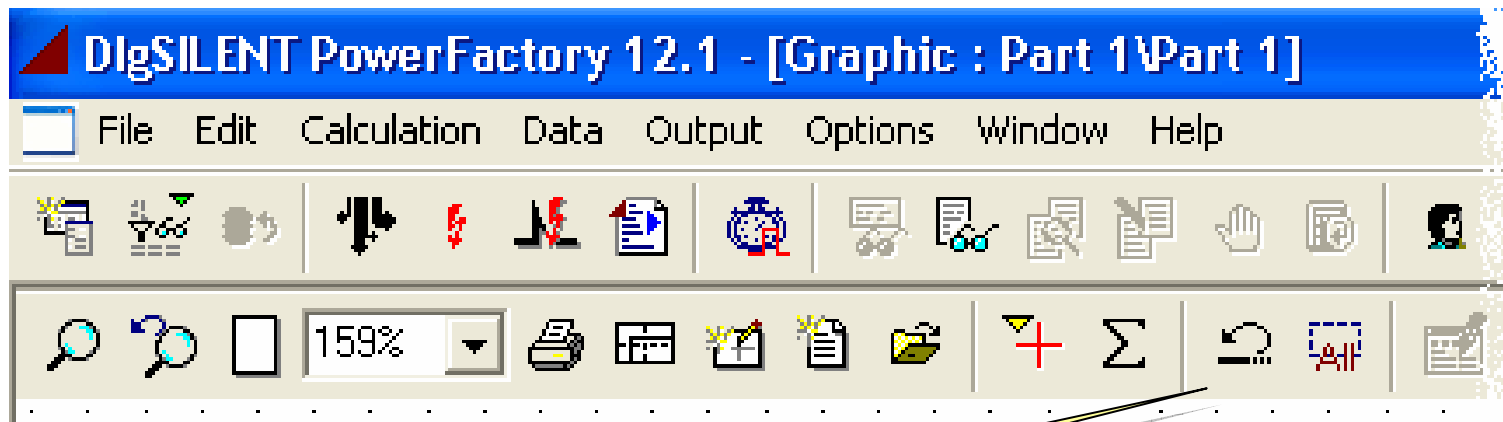 DIgSILENT PowerFactory 12.1 - [Graphic : Part 1\Part 1]
File Edit Calculation Data Output Options Window Help
159%
Σ
All